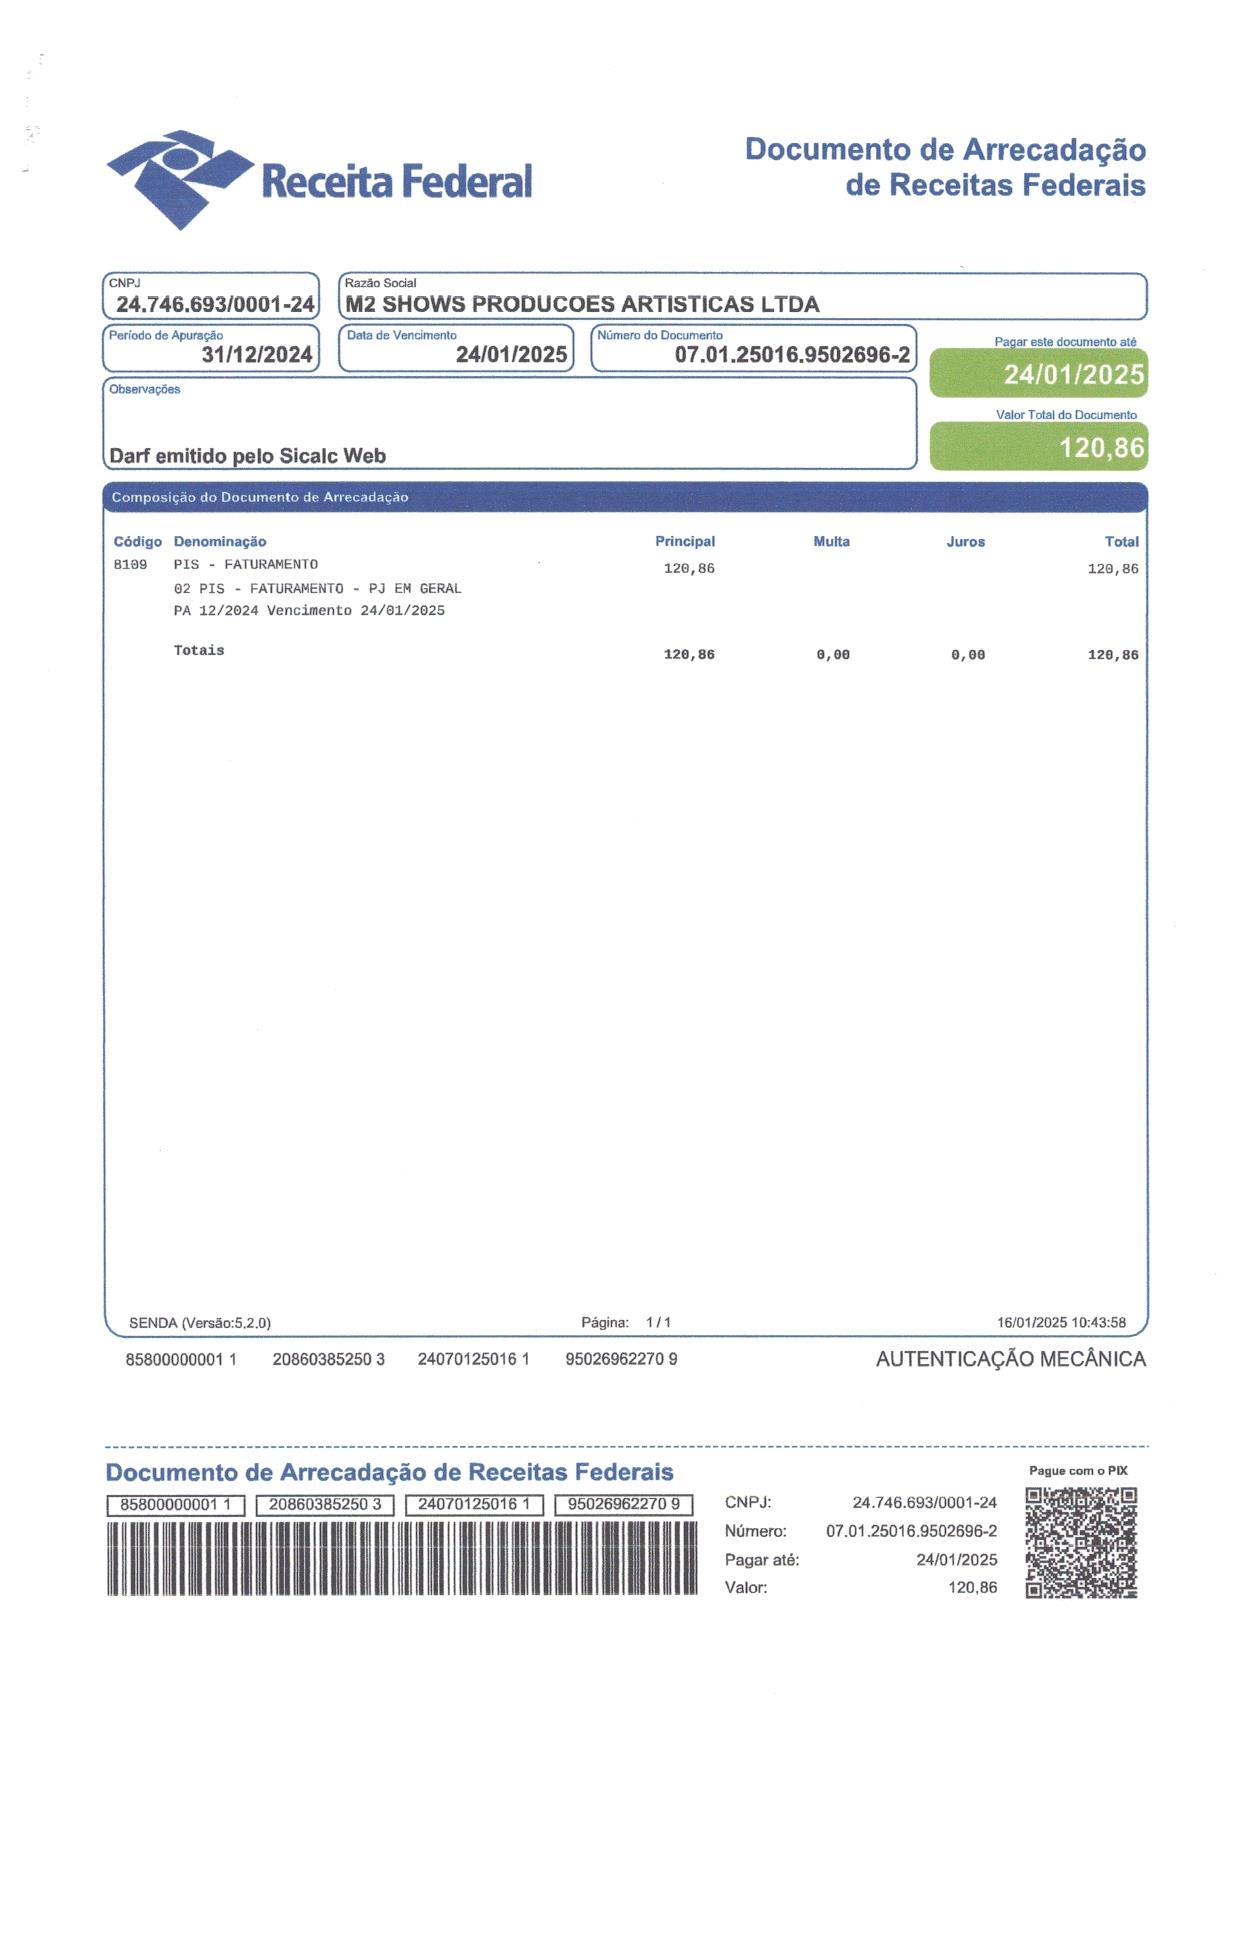 Receita Federal
Documento de Arrecadação
de Receitas Federais
CNPJ
24.746.693/0001-24
Razão Social
M2 SHOWS PRODUCOES ARTISTICAS LTDA
Período de Apuração
31/12/2024
Data de Vencimento
24/01/2025
Número do Documento
07.01.25016.9502696-2
Pagar este documento até
24/01/2025
Observações
Darf emitido pelo Sicalc Web
Valor Total do Documento
120,86
Composição do Documento de Arrecadação
Código Denominação Principal Multa Juros Total
8109 PIS - FATURAMENTO 120,86 120,86
02 PIS - FATURAMENTO - PJ EM GERAL
PA 12/2024 Vencimento 24/01/2025
Totais 120,86 0,00 0,00 120,86
SENDA (Versão:5.2.0) Página: 1 / 1 16/01/2025 10:43:58
85800000001 1 20860385250 3 24070125016 1 95026962270 9 AUTENTICAÇÃO MECÂNICA
Documento de Arrecadação de Receitas Federais
85800000001 1 20860385250 3 24070125016 1 95026962270 9
CNPJ: 24.746.693/0001-24
Número: 07.01.25016.9502696-2
Pagar até: 24/01/2025
Valor: 120,86
Pague com o PIX